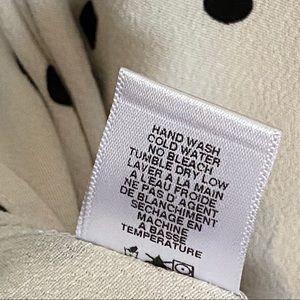 HAND WASH
COLD WATER
NO BLEACH
TUMBLE DRY LOW
LAVER A LA MAIN
A L'EAU FROIDE
NE PAS D'AGENT
DE BLANCHIMENT
SECHAGE EN
MACHINE
A BASSE
TEMPERATURE